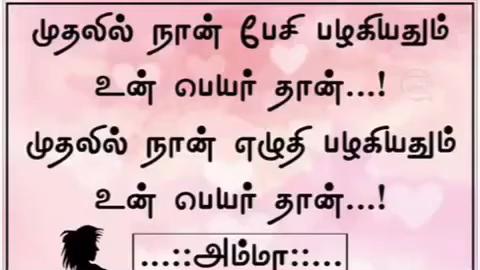 முதலில் நான் பேசி பழகியதும்
உன் பெயர் தான்...!
முதலில் நான் எழுதி பழகியதும்
உன் பெயர் தான்...!
...::அம்மா::...